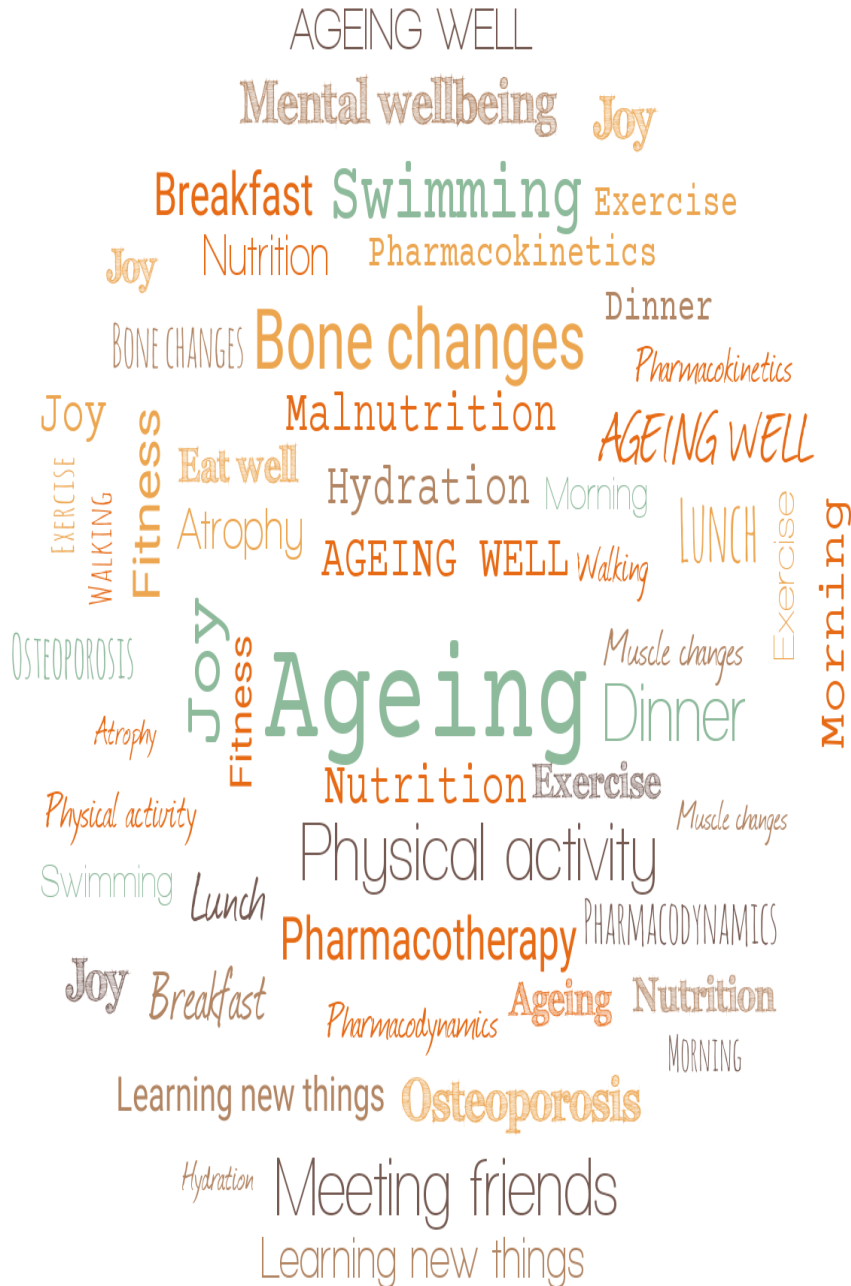 AGEING WELL
Mental wellbeing
Joy
Breakfast
Swimming
Exercise
Joy
Nutrition
Pharmacokinetics
Dinner
BONE CHANGES
Bone changes
Pharmacokinetics
Joy
Malnutrition
AGEING WELL
EXERCISE
WALKING
Fitness
Eat well
Hydration
Morning
LUNCH
Exercise
Morning
Atrophy
AGEING WELL
Walking
OSTEOPOROSIS
Joy
Fitness
Ageing
Muscle changes
Dinner
Atrophy
Nutrition
Exercise
Physical activity
Muscle changes
Physical activity
Swimming
Lunch
Pharmacotherapy
PHARMACODYNAMICS
Joy
Breakfast
Pharmacodynamics
Ageing
Nutrition
MORNING
Learning new things
Osteoporosis
Hydration
Meeting friends
Learning new things